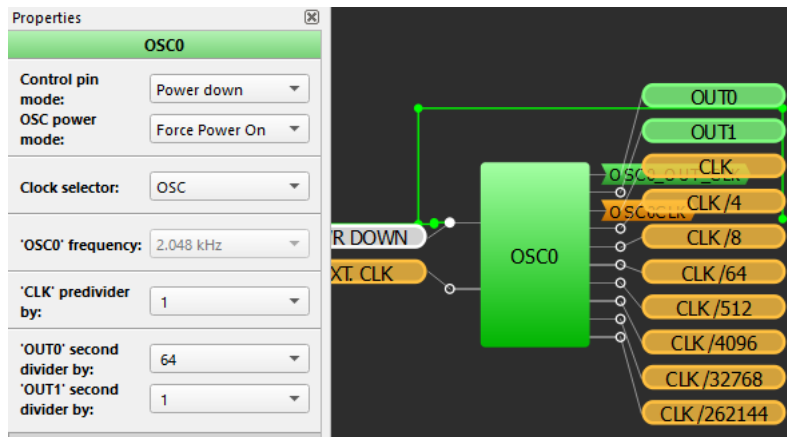 Properties
OSC0
Control pin
mode:
Power down
OSC power
mode:
Force Power On
Clock selector:
OSC
'OSC0' frequency:
2.048 kHz
'CLK' predivider
by:
1
'OUT0' second
divider by:
64
'OUT1' second
divider by:
1
R DOWN
XT. CLK
OSC0
OSC0_OUT_CLK
OSC0CLK
OUT0
OUT1
CLK
CLK /4
CLK /8
CLK /64
CLK /512
CLK /4096
CLK /32768
CLK /262144